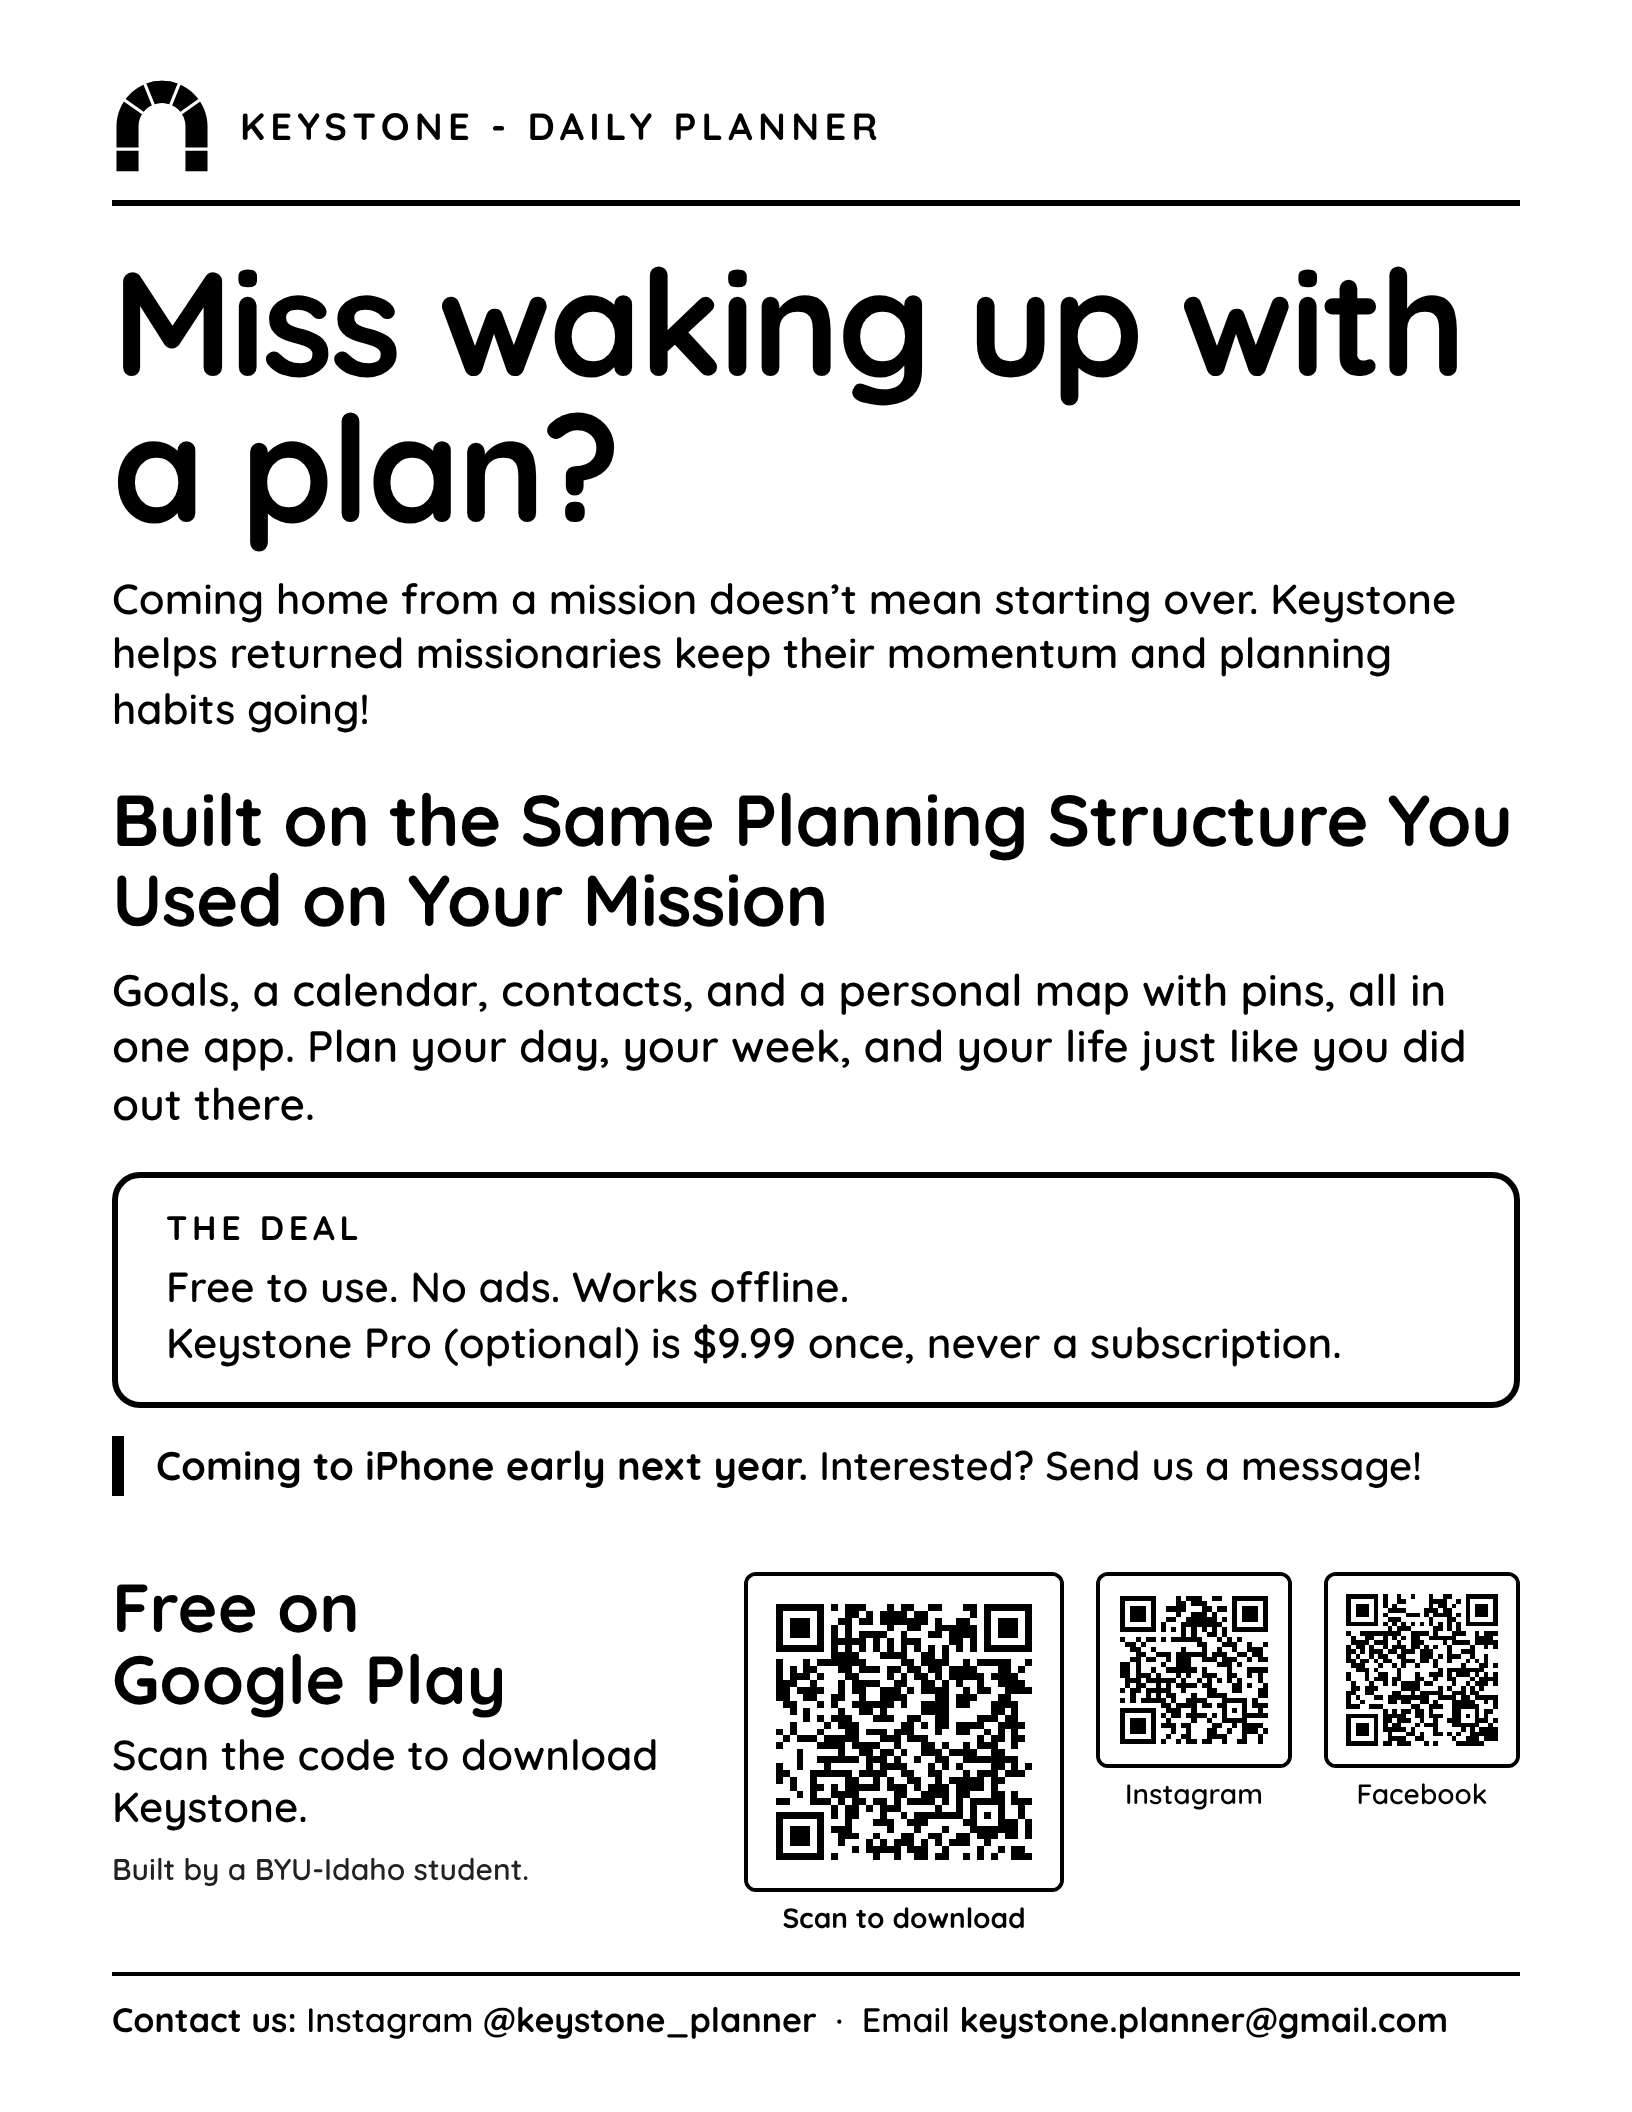 KEYSTONE - DAILY PLANNER
Miss waking up with
a plan?
Coming home from a mission doesn’t mean starting over. Keystone
helps returned missionaries keep their momentum and planning
habits going!
Built on the Same Planning Structure You
Used on Your Mission
Goals, a calendar, contacts, and a personal map with pins, all in
one app. Plan your day, your week, and your life just like you did
out there.
THE DEAL
Free to use. No ads. Works offline.
Keystone Pro (optional) is $9.99 once, never a subscription.
Coming to iPhone early next year. Interested? Send us a message!
Free on
Google Play
Scan the code to download
Keystone.
Built by a BYU-Idaho student.
Scan to download
Instagram
Facebook
Contact us: Instagram @keystone_planner · Email keystone.planner@gmail.com